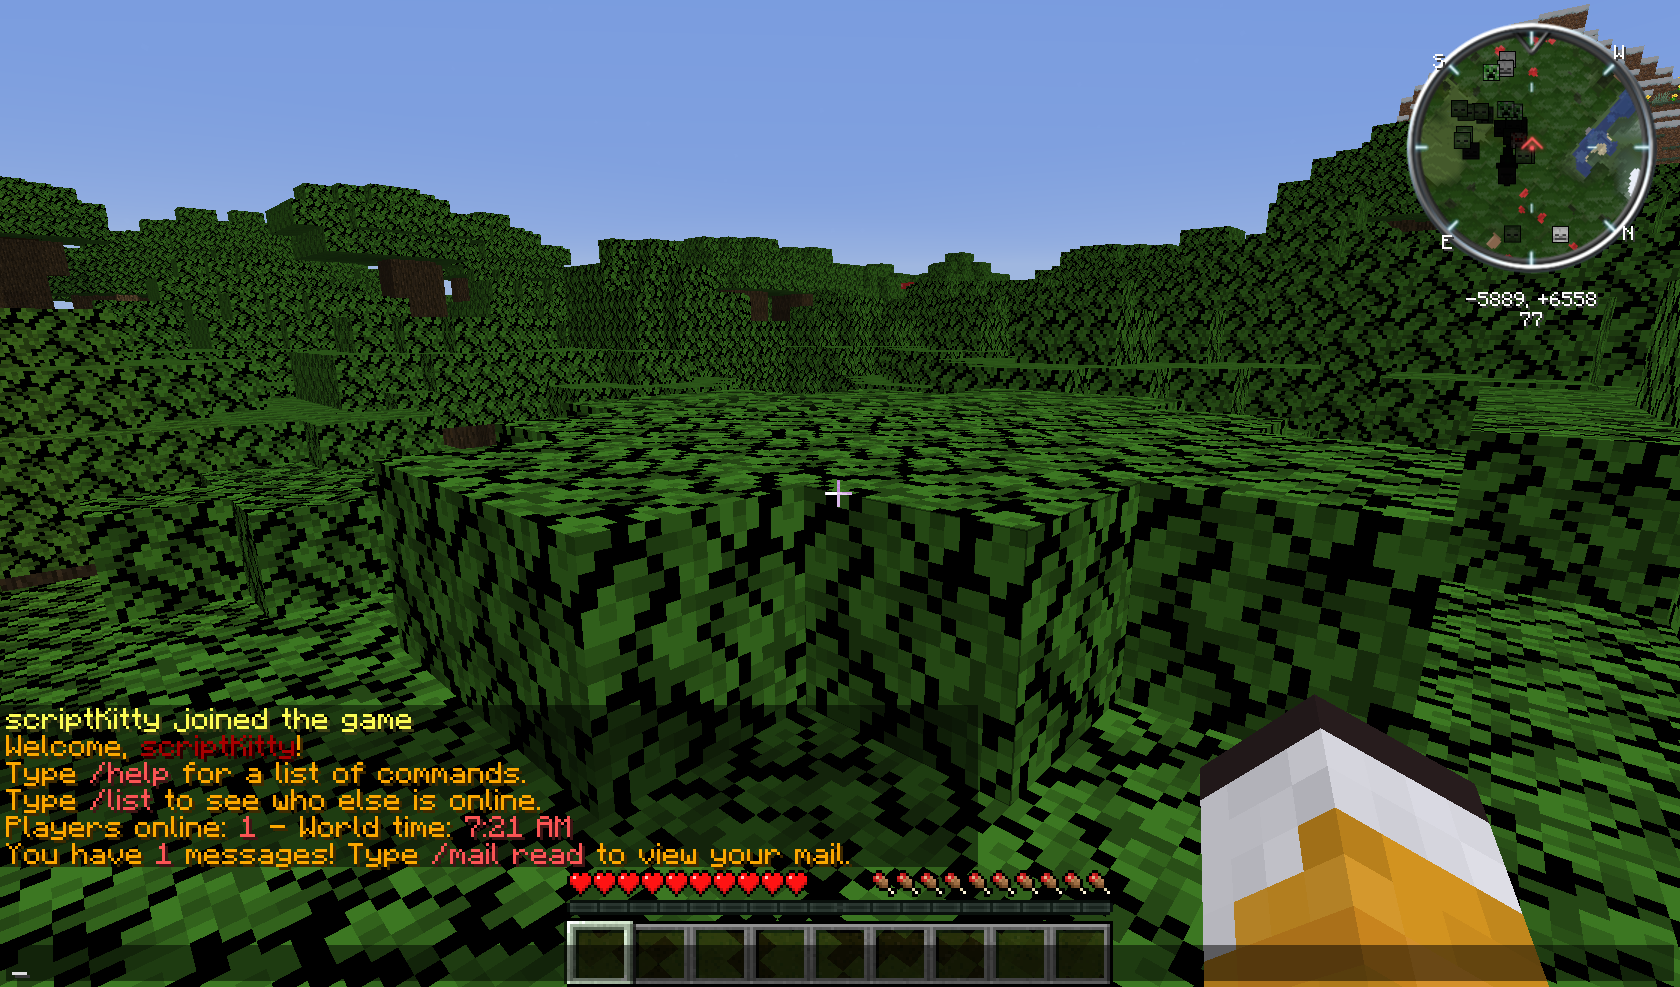 S
W
E
N
-5889, +6558
77
scriptKitty joined the game
Welcome, scriptKitty!
Type /help for a list of commands.
Type /list to see who else is online.
Players online: 1 - World time: 7:21 AM
You have 1 messages! Type /mail read to view your mail.
_